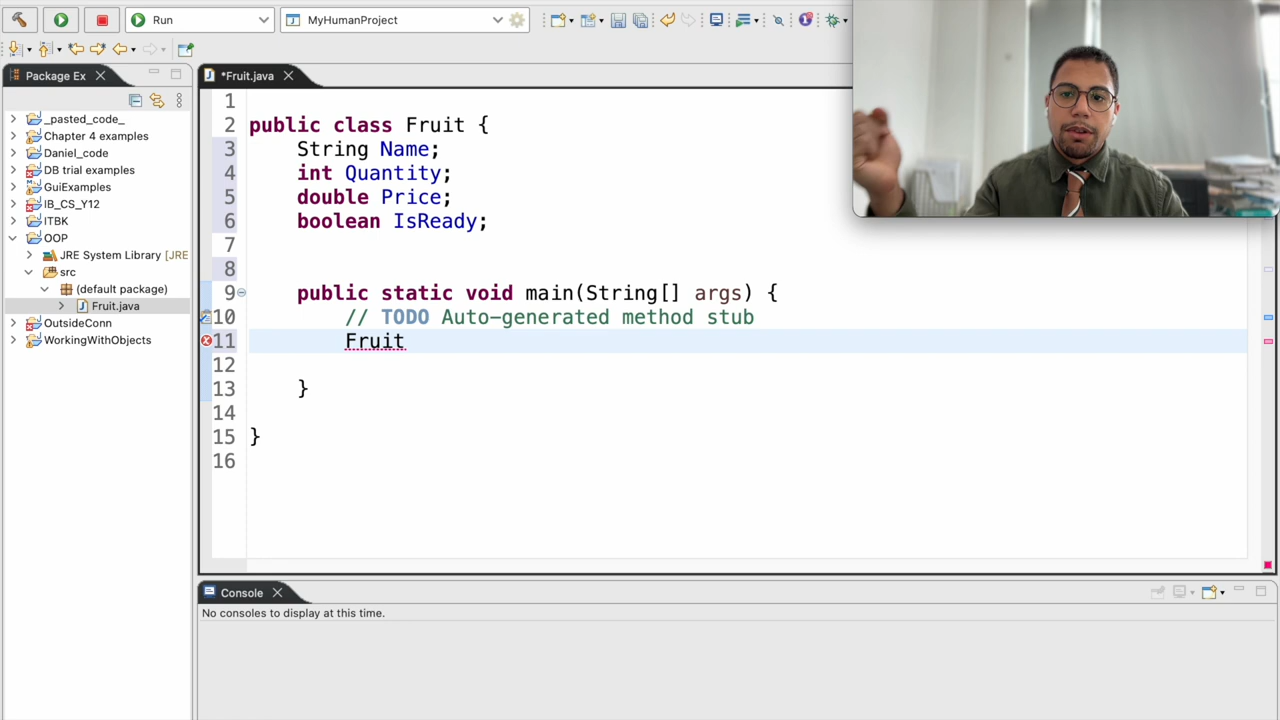 Run
MyHumanProject
Package Ex
*Fruit.java
_pasted_code_
Chapter 4 examples
Daniel_code
DB trial examples
GuiExamples
IB_CS_Y12
ITBK
OOP
JRE System Library [JRE
src
(default package)
Fruit.java
OutsideConn
WorkingWithObjects
1
2 public class Fruit {
3 String Name;
4 int Quantity;
5 double Price;
6 boolean IsReady;
7
8
9 public static void main(String[] args) {
10 // TODO Auto-generated method stub
11 Fruit
12
13 }
14
15 }
16
Console
No consoles to display at this time.